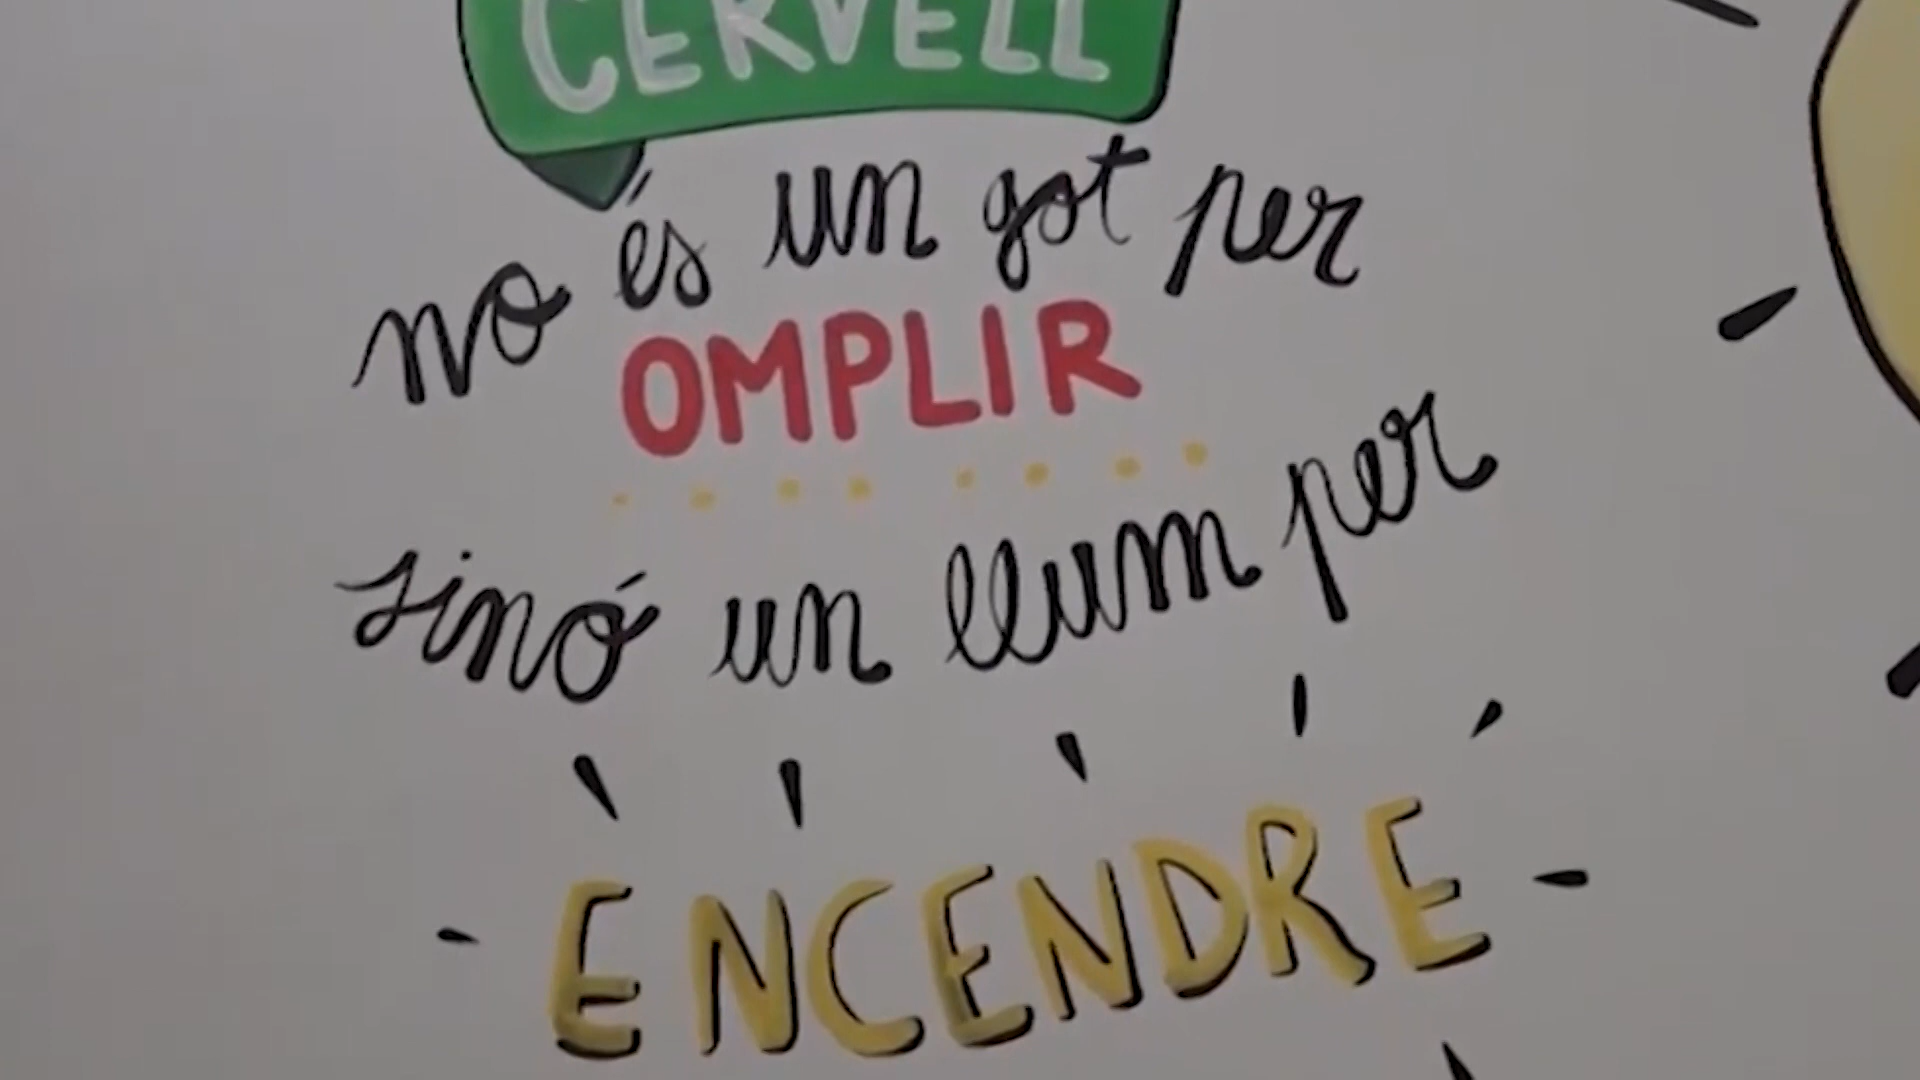 CERVELL
no és un got per
OMPLIR
sinó un llum per
ENCENDRE